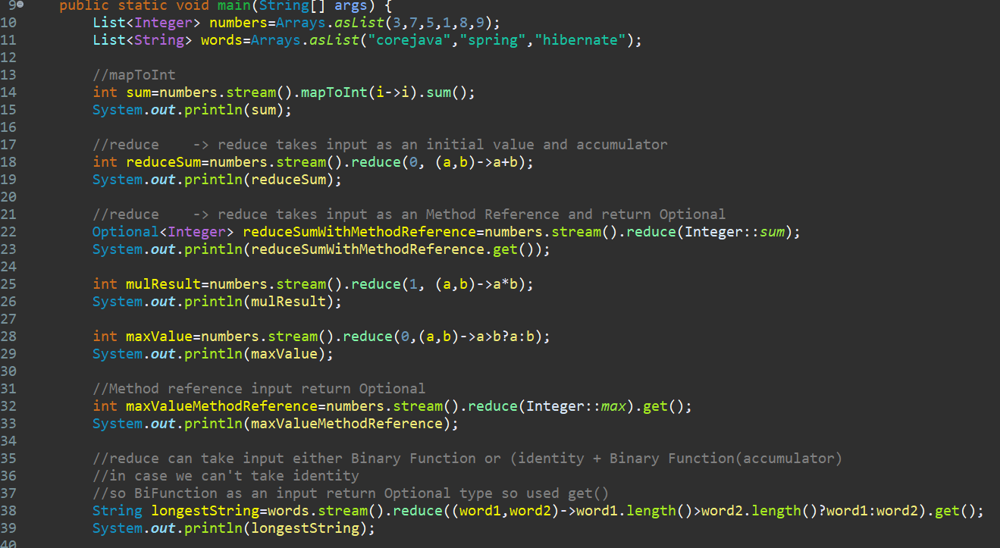 9 public static void main(String[] args) {
10 List<Integer> numbers=Arrays.asList(3,7,5,1,8,9);
11 List<String> words=Arrays.asList("corejava","spring","hibernate");
12
13 //mapToInt
14 int sum=numbers.stream().mapToInt(i->i).sum();
15 System.out.println(sum);
16
17 //reduce    -> reduce takes input as an initial value and accumulator
18 int reduceSum=numbers.stream().reduce(0, (a,b)->a+b);
19 System.out.println(reduceSum);
20
21 //reduce    -> reduce takes input as an Method Reference and return Optional
22 Optional<Integer> reduceSumWithMethodReference=numbers.stream().reduce(Integer::sum);
23 System.out.println(reduceSumWithMethodReference.get());
24
25 int mulResult=numbers.stream().reduce(1, (a,b)->a*b);
26 System.out.println(mulResult);
27
28 int maxValue=numbers.stream().reduce(0,(a,b)->a>b?a:b);
29 System.out.println(maxValue);
30
31 //Method reference input return Optional
32 int maxValueMethodReference=numbers.stream().reduce(Integer::max).get();
33 System.out.println(maxValueMethodReference);
34
35 //reduce can take input either Binary Function or (identity + Binary Function(accumulator)
36 //in case we can't take identity
37 //so BiFunction as an input return Optional type so used get()
38 String longestString=words.stream().reduce((word1,word2)->word1.length()>word2.length()?word1:word2).get();
39 System.out.println(longestString);
40